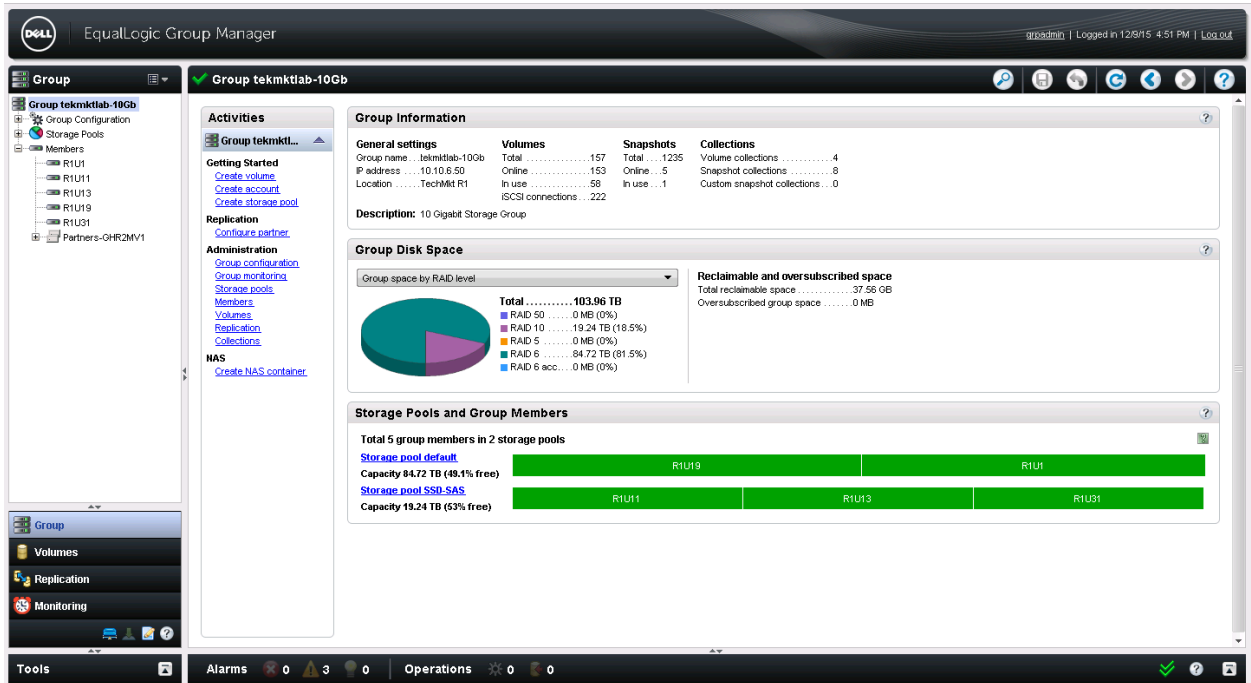 DELL
EqualLogic Group Manager
grpadmin | Logged in 12/9/15 4:51 PM | Log out
Group
Group tekmktlab-10Gb
Group Configuration
Storage Pools
Members
R1U1
R1U11
R1U13
R1U19
R1U31
Partners-GHR2MV1
Group
Volumes
Replication
Monitoring
Tools
Group tekmktlab-10Gb
Activities
Group tekmktl...
Getting Started
Create volume
Create account
Create storage pool
Replication
Configure partner
Administration
Group configuration
Group monitoring
Storage pools
Members
Volumes
Replication
Collections
NAS
Create NAS container
Group Information
General settings
Group name...tekmktlab-10Gb
IP address ....10.10.6.50
Location ......TechMkt R1
Volumes
Total ..............157
Online .............153
In use ..............58
iSCSI connections...222
Snapshots
Total ....1235
Online...5
In use...1
Collections
Volume collections ............4
Snapshot collections ..........8
Custom snapshot collections...0
Description: 10 Gigabit Storage Group
Group Disk Space
Group space by RAID level
Total ...........103.96 TB
RAID 50 ......0 MB (0%)
RAID 10 ......19.24 TB (18.5%)
RAID 5 .......0 MB (0%)
RAID 6 .......84.72 TB (81.5%)
RAID 6 acc....0 MB (0%)
Reclaimable and oversubscribed space
Total reclaimable space .............37.56 GB
Oversubscribed group space .......0 MB
Storage Pools and Group Members
Total 5 group members in 2 storage pools
Storage pool default
Capacity 84.72 TB (49.1% free)
R1U19
R1U1
Storage pool SSD-SAS
Capacity 19.24 TB (53% free)
R1U11
R1U13
R1U31
Alarms 0 3 0 Operations 0 0